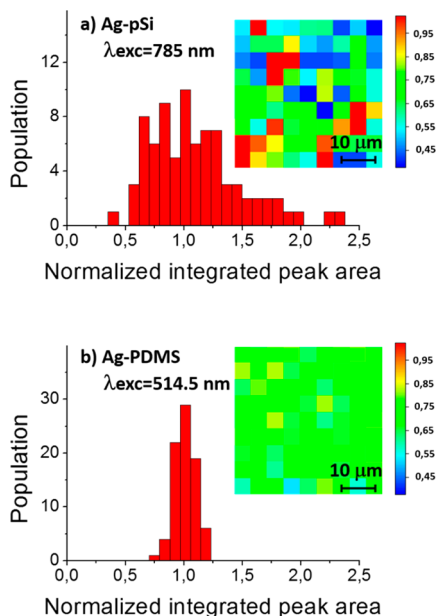 a) Ag-pSi
λexc=785 nm
Population
12
8
4
0
0,0 0,5 1,0 1,5 2,0 2,5
Normalized integrated peak area
10 μm
0,95
0,85
0,75
0,65
0,55
0,45
b) Ag-PDMS
λexc=514.5 nm
Population
30
20
10
0
0,0 0,5 1,0 1,5 2,0 2,5
Normalized integrated peak area
10 μm
0,95
0,85
0,75
0,65
0,55
0,45